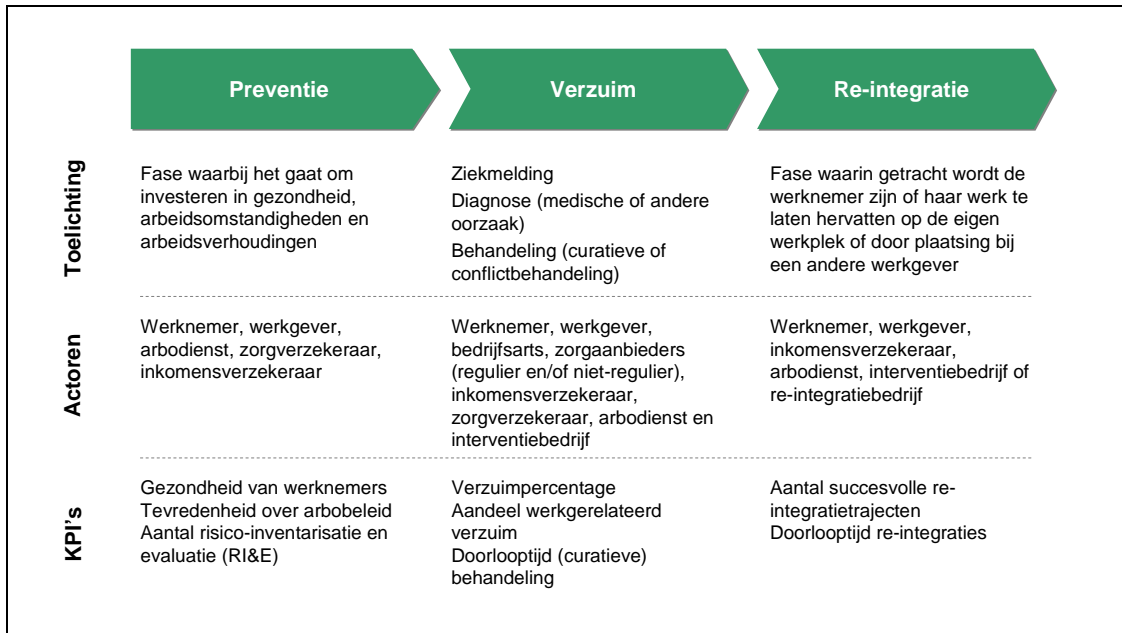 Preventie
Verzuim
Re-integratie
Toelichting
Fase waarbij het gaat om
investeren in gezondheid,
arbeidsomstandigheden en
arbeidsverhoudingen
Ziekmelding
Diagnose (medische of andere
oorzaak)
Behandeling (curatieve of
conflictbehandeling)
Fase waarin getracht wordt de
werknemer zijn of haar werk te
laten hervatten op de eigen
werkplek of door plaatsing bij
een andere werkgever
Actoren
Werknemer, werkgever,
arbodienst, zorgverzekeraar,
inkomensverzekeraar
Werknemer, werkgever,
bedrijfsarts, zorgaanbieders
(regulier en/of niet-regulier),
inkomensverzekeraar,
zorgverzekeraar, arbodienst en
interventiebedrijf
Werknemer, werkgever,
inkomensverzekeraar,
arbodienst, interventiebedrijf of
re-integratiebedrijf
KPI's
Gezondheid van werknemers
Tevredenheid over arbobeleid
Aantal risico-inventarisatie en
evaluatie (RI&E)
Verzuimpercentage
Aandeel werkgerelateerd
verzuim
Doorlooptijd (curatieve)
behandeling
Aantal succesvolle re-
integratietrajecten
Doorlooptijd re-integraties